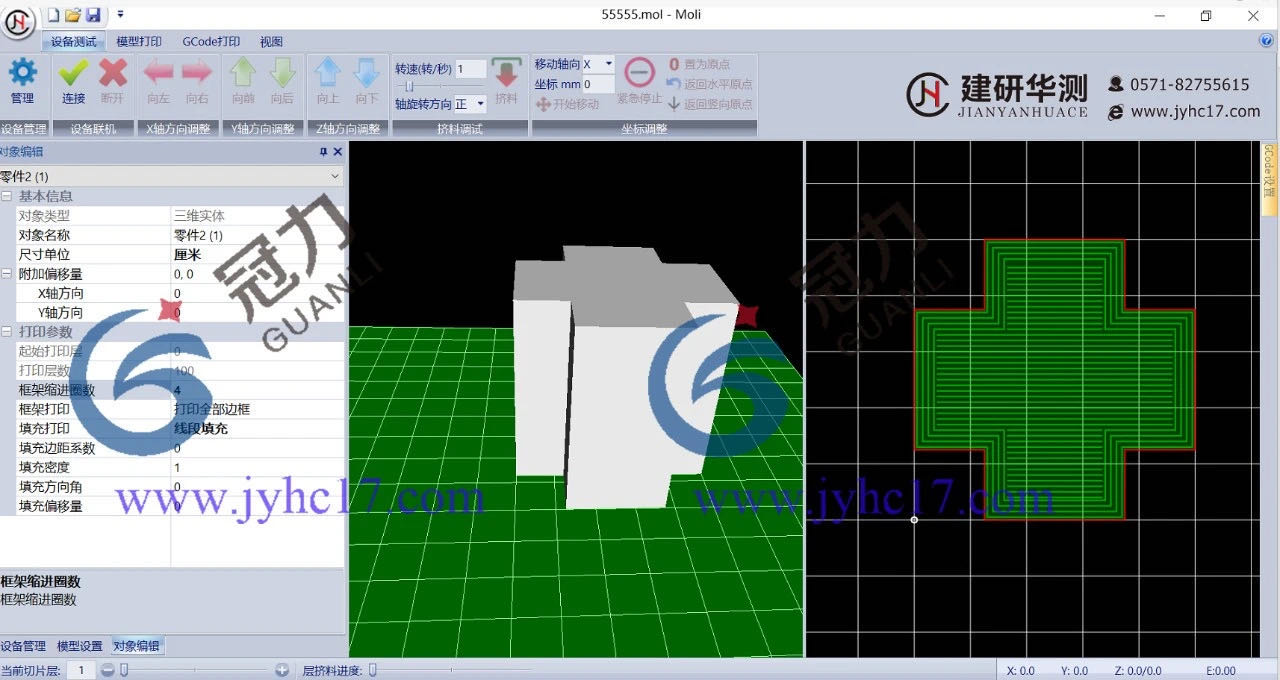 55555.mol - Moli
设备测试 模型打印 GCode打印 视图
管理 连接 断开 向左 向右 向前 向后 向上 向下
转速(转/秒) 1
轴旋转方向 正
挤料
移动轴向 X
坐标 mm 0
开始移动
紧急停止
置为原点
返回水平原点
返回竖向原点
设备管理 设备联机 X轴方向调整 Y轴方向调整 Z轴方向调整 挤料调试 坐标调整
建研华测
JIANYANHUACE
0571-82755615
www.jyhc17.com
对象编辑
零件2 (1)
基本信息
对象类型 三维实体
对象名称 零件2 (1)
尺寸单位 厘米
附加偏移量 0, 0
X轴方向 0
Y轴方向 0
打印参数
起始打印层 0
打印层数 100
框架缩进圈数 4
框架打印 打印全部边框
填充打印 线段填充
填充边距系数 0
填充密度 1
填充方向角 0
填充偏移量 0
框架缩进圈数
框架缩进圈数
设备管理 模型设置 对象编辑
当前切片层: 1
层挤料进度:
X: 0.0 Y: 0.0 Z: 0.0/0.0 E:0.00
GCode设置
冠力
GUANLI
www.jyhc17.com
冠力
GUANLI
www.jyhc17.com